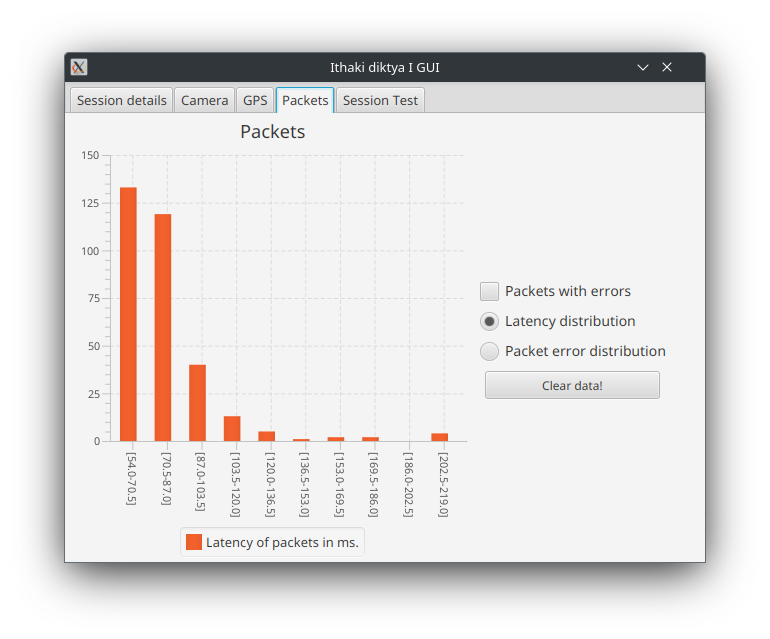 Ithaki diktya I GUI
Session details Camera GPS Packets Session Test
Packets
150
125
100
75
50
25
0
[54.0-70.5]
[70.5-87.0]
[87.0-103.5]
[103.5-120.0]
[120.0-136.5]
[136.5-153.0]
[153.0-169.5]
[169.5-186.0]
[186.0-202.5]
[202.5-219.0]
Latency of packets in ms.
Packets with errors
Latency distribution
Packet error distribution
Clear data!